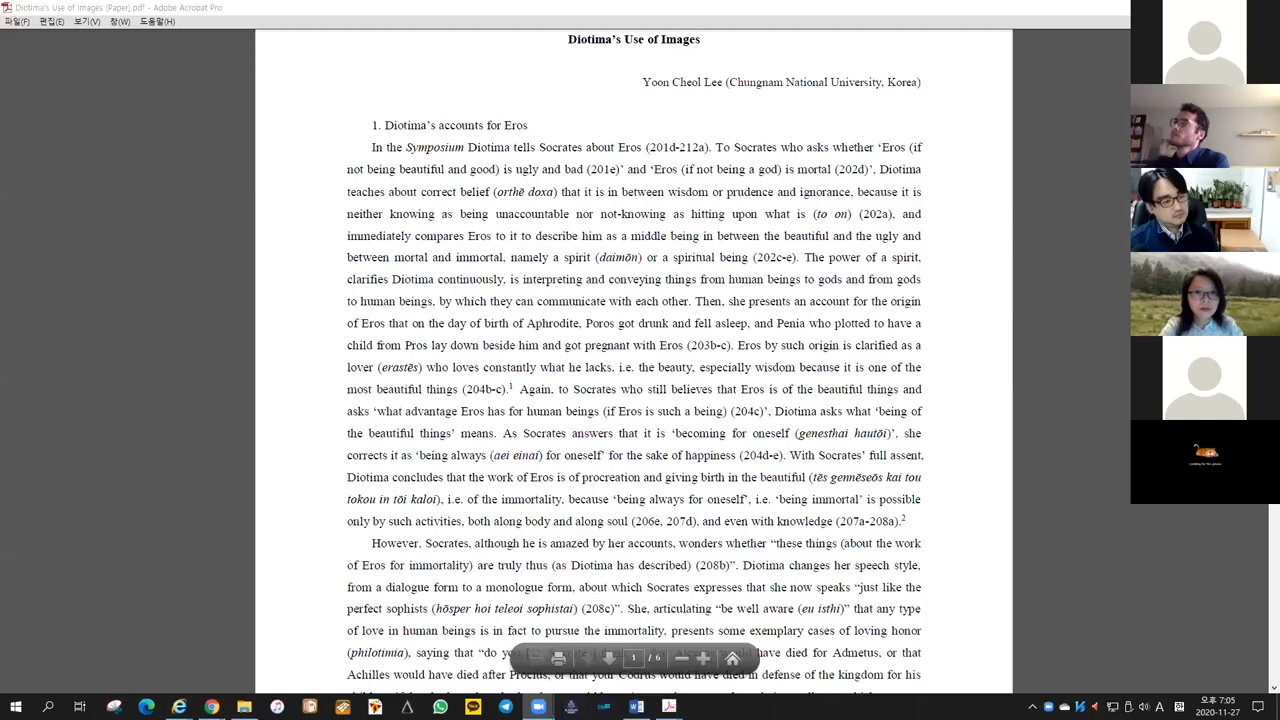 Diotima's Use of Images (Paper).pdf - Adobe Acrobat Pro
파일(F) 편집(E) 보기(V) 창(W) 도움말(H)
Diotima's Use of Images
Yoon Cheol Lee (Chungnam National University, Korea)
1. Diotima's accounts for Eros
In the Symposium Diotima tells Socrates about Eros (201d-212a). To Socrates who asks whether 'Eros (if
not being beautiful and good) is ugly and bad (201e)' and 'Eros (if not being a god) is mortal (202d)', Diotima
teaches about correct belief (orthē doxa) that it is in between wisdom or prudence and ignorance, because it is
neither knowing as being unaccountable nor not-knowing as hitting upon what is (to on) (202a), and
immediately compares Eros to it to describe him as a middle being in between the beautiful and the ugly and
between mortal and immortal, namely a spirit (daimōn) or a spiritual being (202c-e). The power of a spirit,
clarifies Diotima continuously, is interpreting and conveying things from human beings to gods and from gods
to human beings, by which they can communicate with each other. Then, she presents an account for the origin
of Eros that on the day of birth of Aphrodite, Poros got drunk and fell asleep, and Penia who plotted to have a
child from Pros lay down beside him and got pregnant with Eros (203b-c). Eros by such origin is clarified as a
lover (erastēs) who loves constantly what he lacks, i.e. the beauty, especially wisdom because it is one of the
most beautiful things (204b-c).1 Again, to Socrates who still believes that Eros is of the beautiful things and
asks 'what advantage Eros has for human beings (if Eros is such a being) (204c)', Diotima asks what 'being of
the beautiful things' means. As Socrates answers that it is 'becoming for oneself (genesthai hautōi)', she
corrects it as 'being always (aei einai) for oneself' for the sake of happiness (204d-e). With Socrates' full assent,
Diotima concludes that the work of Eros is of procreation and giving birth in the beautiful (tēs gennēseōs kai tou
tokou in tōi kaloi), i.e. of the immortality, because 'being always for oneself', i.e. 'being immortal' is possible
only by such activities, both along body and along soul (206e, 207d), and even with knowledge (207a-208a).2
However, Socrates, although he is amazed by her accounts, wonders whether "these things (about the work
of Eros for immortality) are truly thus (as Diotima has described) (208b)". Diotima changes her speech style,
from a dialogue form to a monologue form, about which Socrates expresses that she now speaks "just like the
perfect sophists (hōsper hoi teleoi sophistai) (208c)". She, articulating "be well aware (eu isthi)" that any type
of love in human beings is in fact to pursue the immortality, presents some exemplary cases of loving honor
(philotimia), saying that "do you have died for Admetus, or that
Achilles would have died after Patroclus, or that your Codrus would have died in defense of the kingdom for his
1 / 6
오후 7:05
2020-11-27